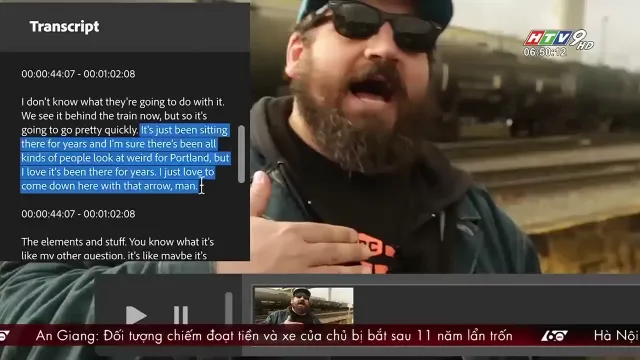 Transcript
HTV9 HD
06:50:12
00:00:44:07 - 00:01:02:08
I don't know what they're going to do with it.
We see it behind the train now, but so it's
going to go pretty quickly. It's just been sitting
there for years and I'm sure there's been all
kinds of people look at weird for Portland, but
I love it's been there for years. I just love to
come down here with that arrow, man.
00:00:44:07 - 00:01:02:08
The elements and stuff. You know what it's
like my other question, it's like maybe it's
60
An Giang: Đối tượng chiếm đoạt tiền và xe của chủ bị bắt sau 11 năm lẩn trốn
60
Hà Nội